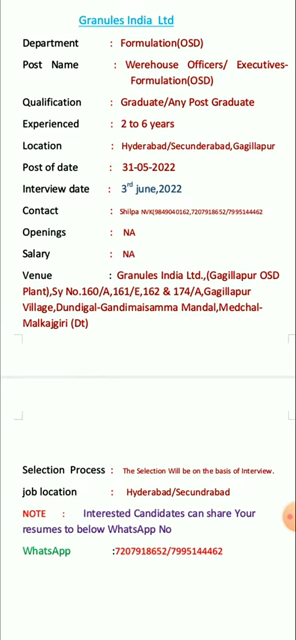 Granules India Ltd
Department : Formulation(OSD)
Post Name : Werehouse Officers/ Executives-
Formulation(OSD)
Qualification : Graduate/Any Post Graduate
Experienced : 2 to 6 years
Location : Hyderabad/Secunderabad,Gagillapur
Post of date : 31-05-2022
Interview date : 3rd june,2022
Contact : Shilpa NVK(9849040162,7207918652/7995144462
Openings : NA
Salary : NA
Venue : Granules India Ltd.,(Gagillapur OSD
Plant),Sy No.160/A,161/E,162 & 174/A,Gagillapur
Village,Dundigal-Gandimaisamma Mandal,Medchal-
Malkajgiri (Dt)
Selection Process : The Selection Will be on the basis of Interview.
job location : Hyderabad/Secundrabad
NOTE : Interested Candidates can share Your
resumes to below WhatsApp No
WhatsApp :7207918652/7995144462